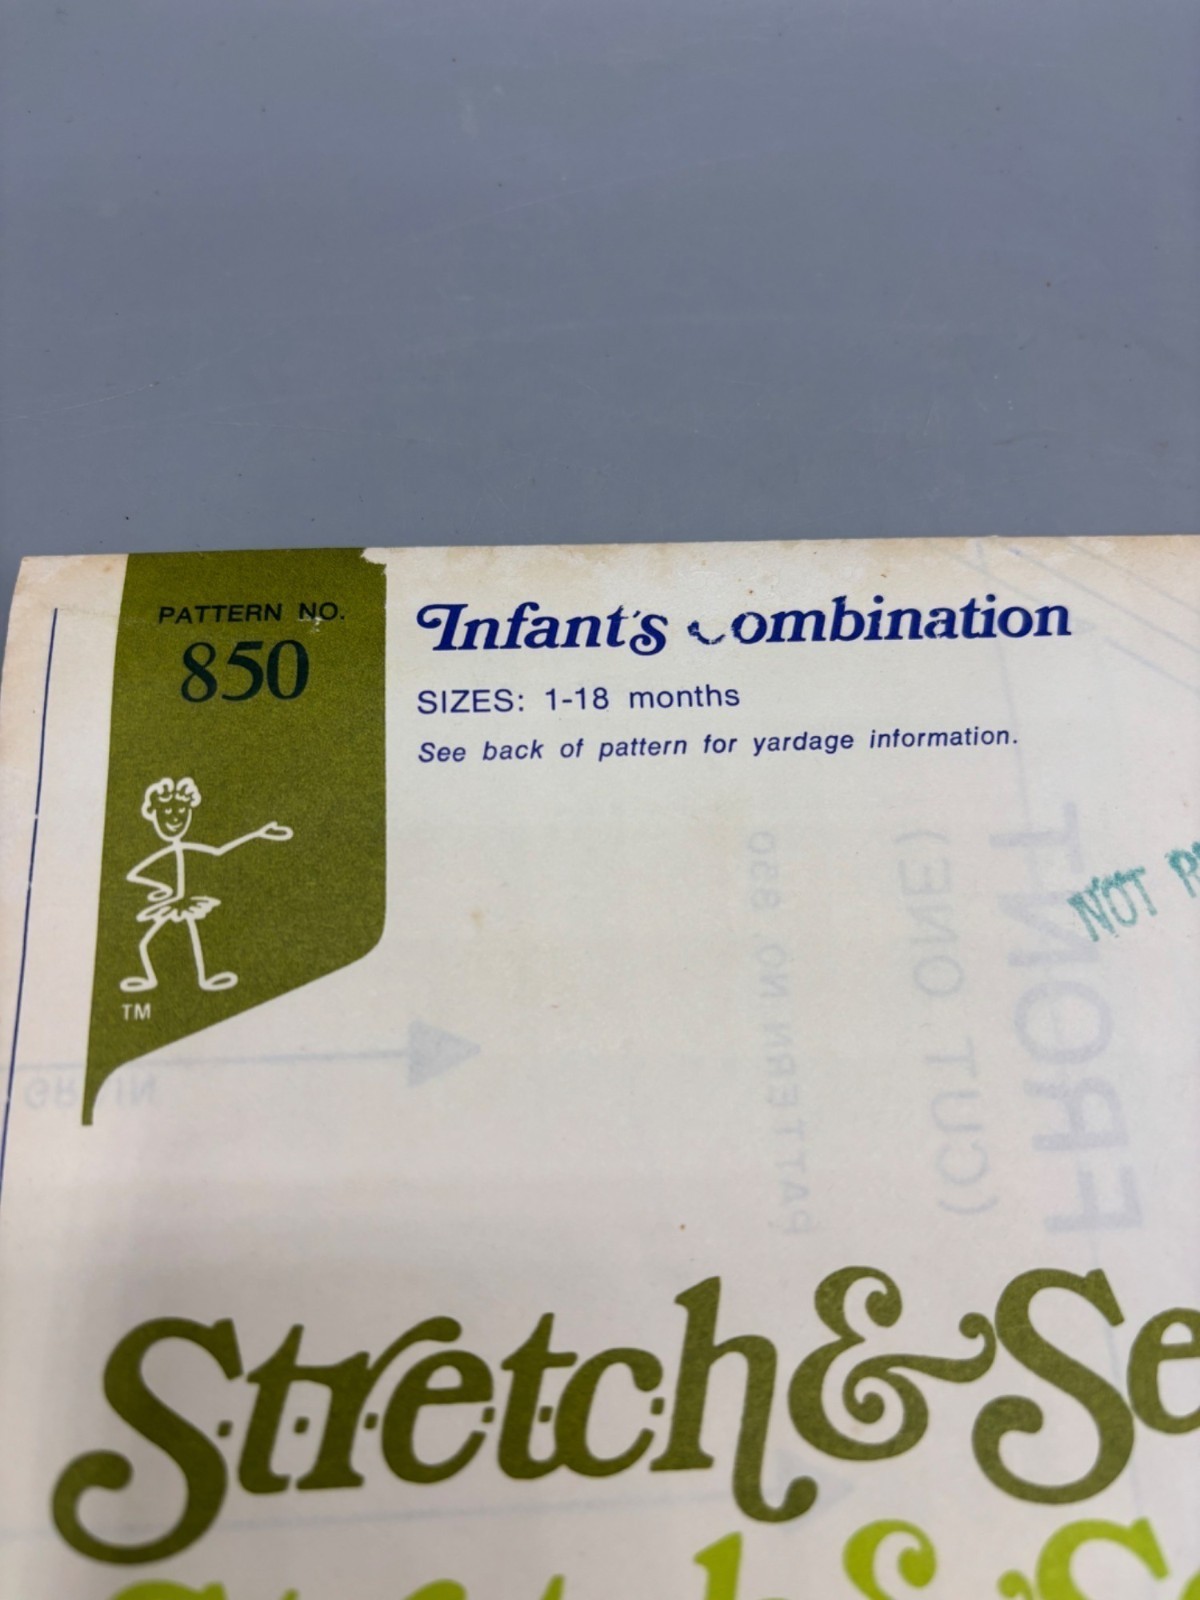 PATTERN NO.
850
Infant's ombination
SIZES: 1-18 months
See back of pattern for yardage information.
NOT
TM
PATTERN NO. 850
(CUT ONE)
FRONT
GRAIN
Stretch &